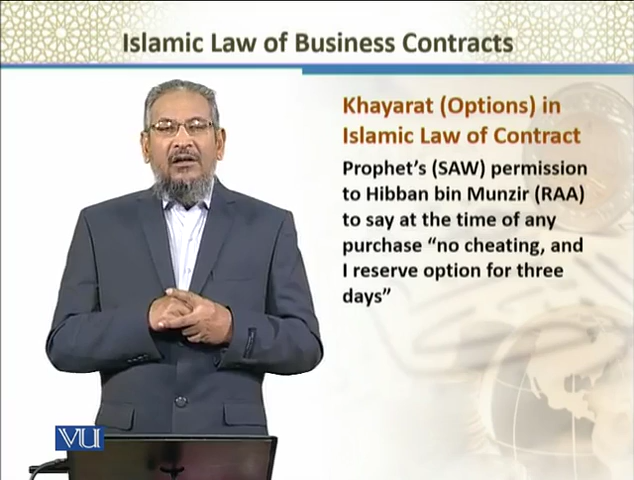 Islamic Law of Business Contracts
Khayarat (Options) in
Islamic Law of Contract
Prophet's (SAW) permission
to Hibban bin Munzir (RAA)
to say at the time of any
purchase “no cheating, and
I reserve option for three
days”
VU